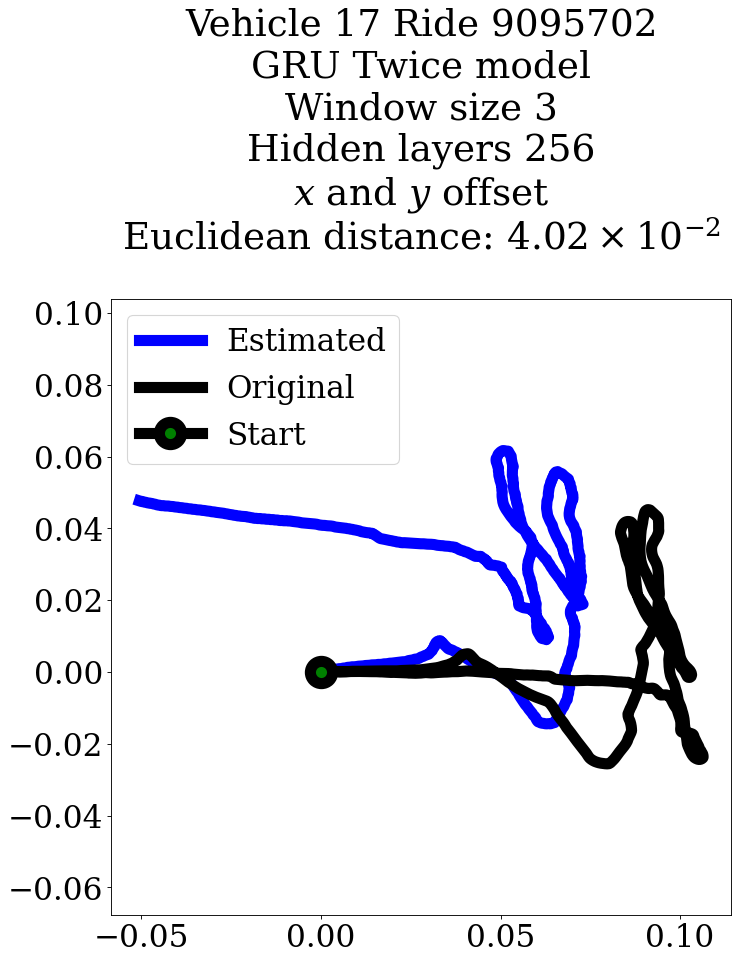 Vehicle 17 Ride 9095702
GRU Twice model
Window size 3
Hidden layers 256
x and y offset
Euclidean distance: 4.02 × 10⁻²
0.10
0.08
0.06
0.04
0.02
0.00
−0.02
−0.04
−0.06
Estimated
Original
Start
−0.05
0.00
0.05
0.10